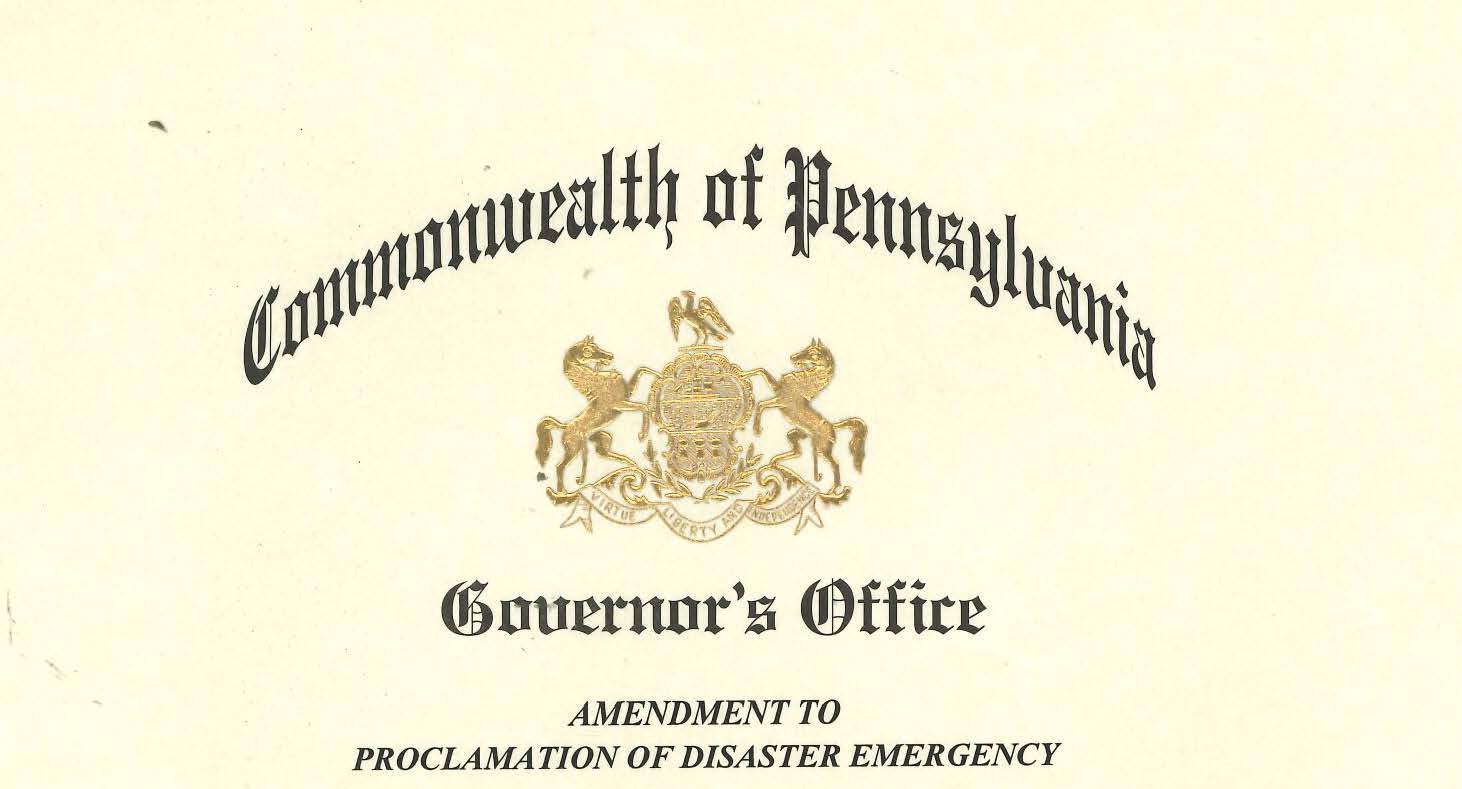 Commonwealth of Pennsylvania
VIRTUE LIBERTY AND INDEPENDENCE
Governor's Office
AMENDMENT TO
PROCLAMATION OF DISASTER EMERGENCY